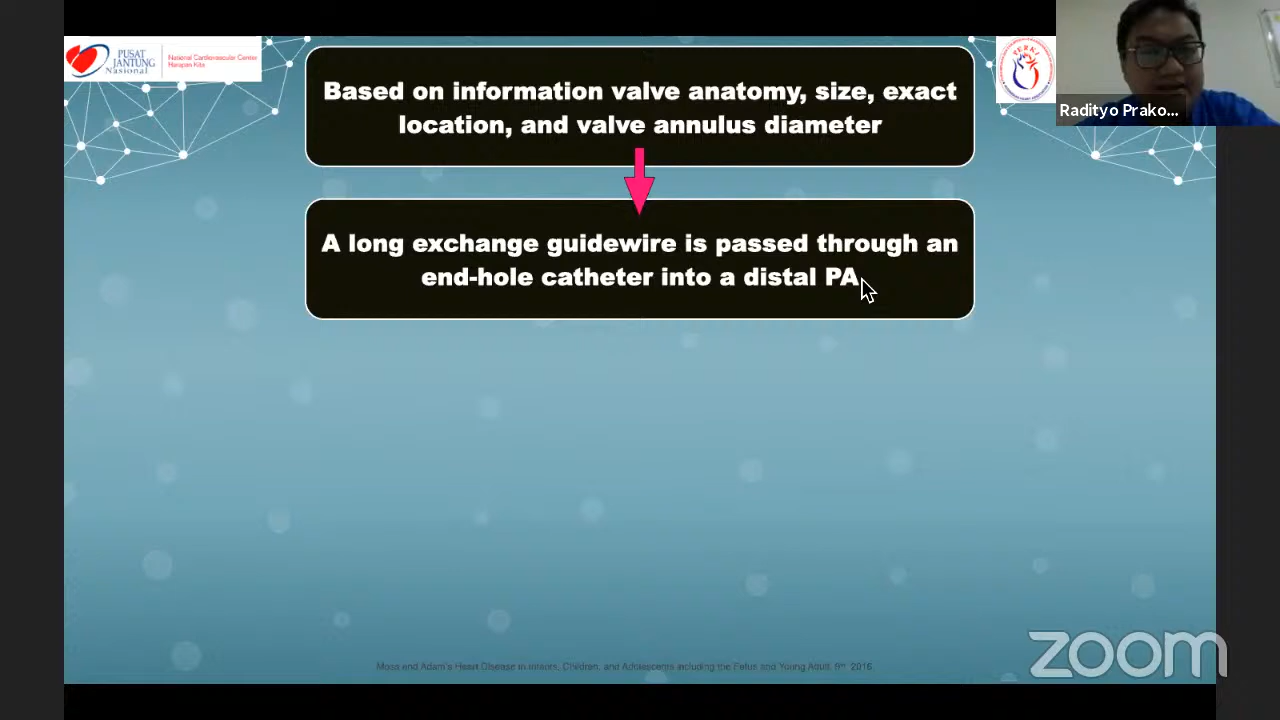 PUSAT
JANTUNG
Nasional
National Cardiovascular Center
Harapan Kita
PERKI
Radityo Prako...
Based on information valve anatomy, size, exact
location, and valve annulus diameter
A long exchange guidewire is passed through an
end-hole catheter into a distal PA
zoom
Moss and Adam's Heart Disease in Infants, Children, and Adolescents including the Fetus and Young Adult. 9th. 2016.